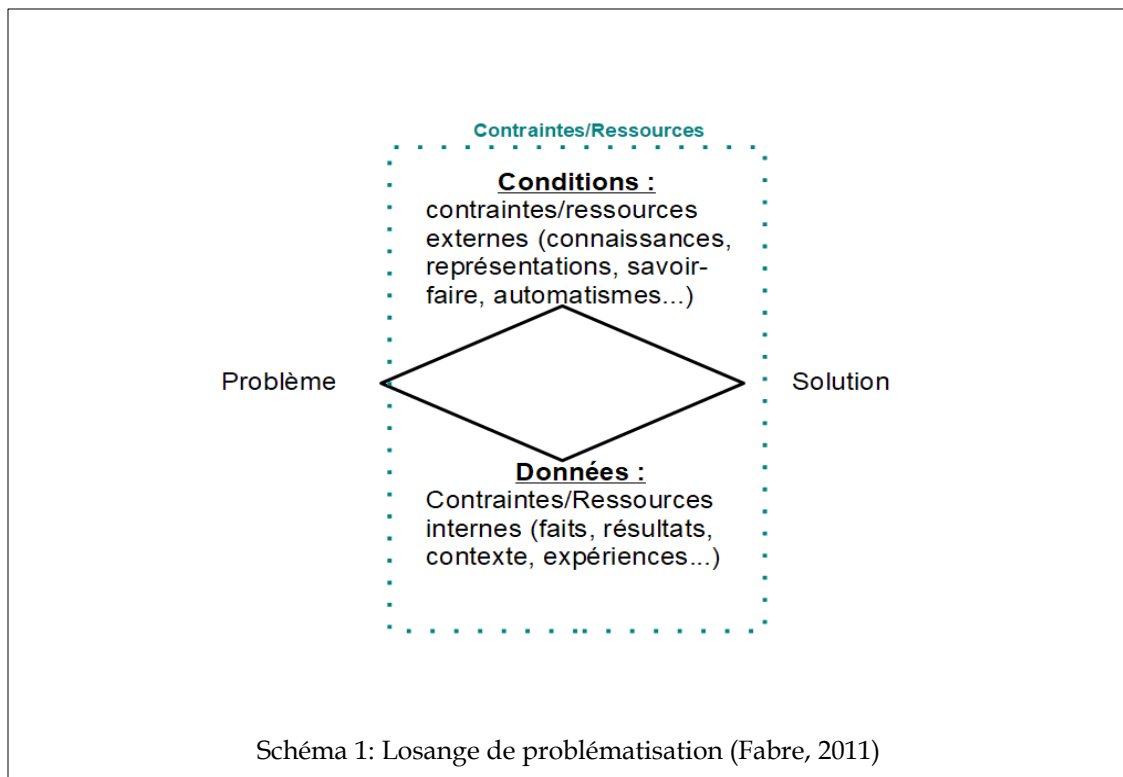 Contraintes/Ressources
Conditions :
contraintes/ressources
externes (connaissances,
représentations, savoir-
faire, automatismes...)
Problème
Solution
Données :
Contraintes/Ressources
internes (faits, résultats,
contexte, expériences...)
Schéma 1: Losange de problématisation (Fabre, 2011)